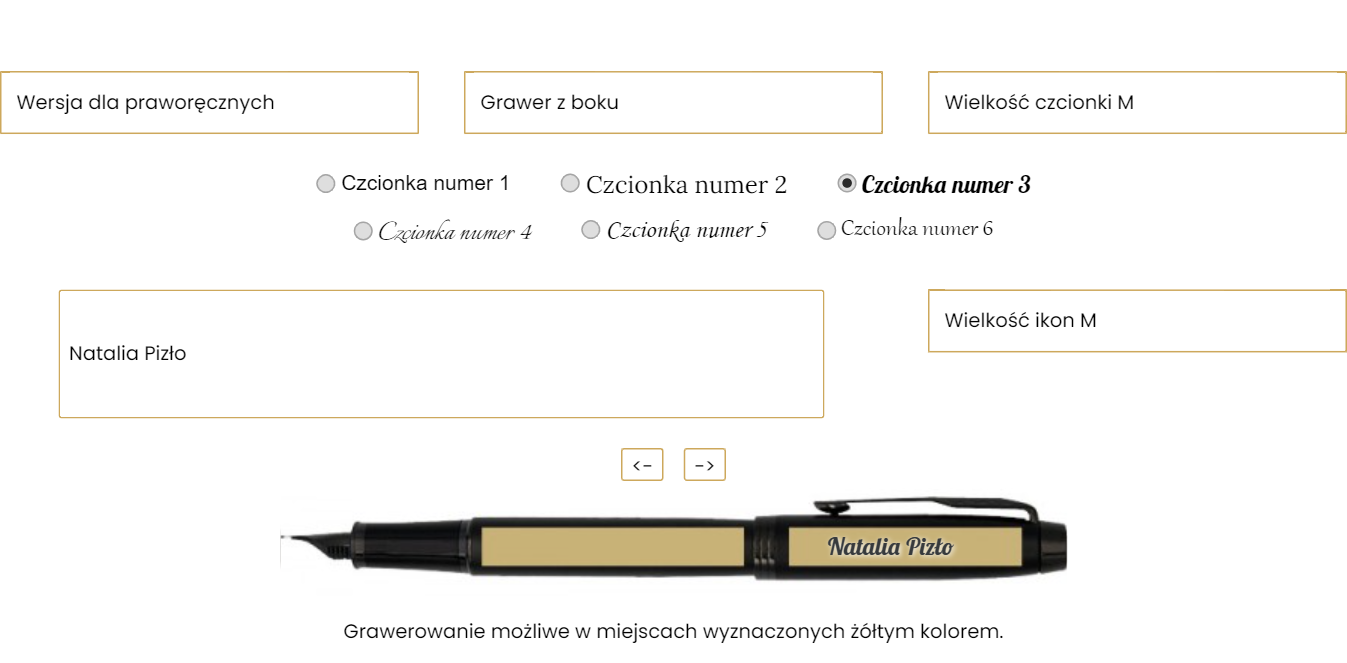 Wersja dla praworęcznych
Grawer z boku
Wielkość czcionki M
Czcionka numer 1
Czcionka numer 2
Czcionka numer 3
Czcionka numer 4
Czcionka numer 5
Czcionka numer 6
Natalia Pizło
Wielkość ikon M
<- ->
Natalia Pizło
Grawerowanie możliwe w miejscach wyznaczonych żółtym kolorem.